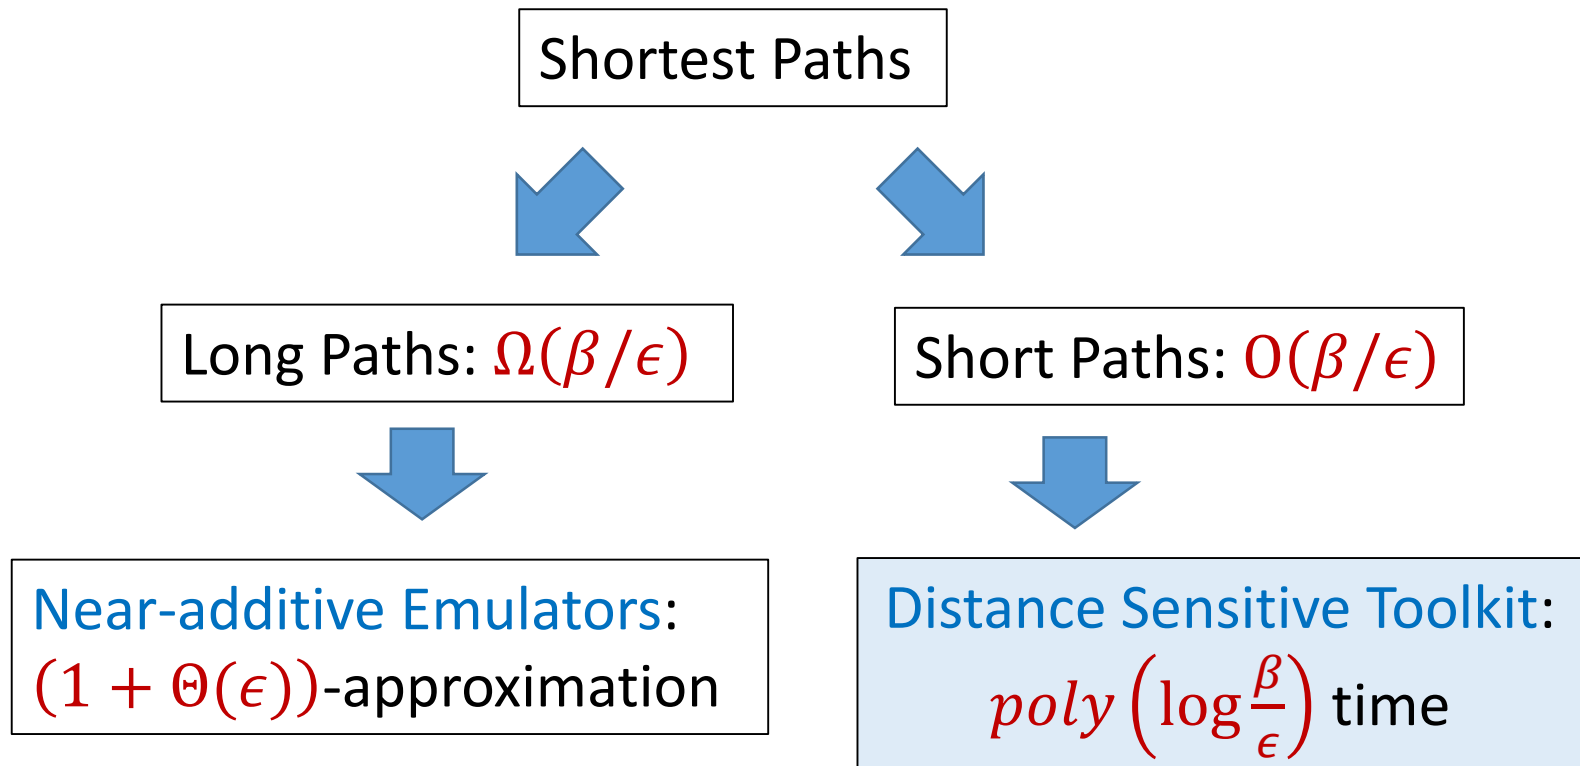 Shortest Paths
Long Paths: Ω(β/ϵ)
Short Paths: O(β/ϵ)
Near-additive Emulators:
(1 + Θ(ϵ))-approximation
Distance Sensitive Toolkit:
poly(log β/ϵ) time